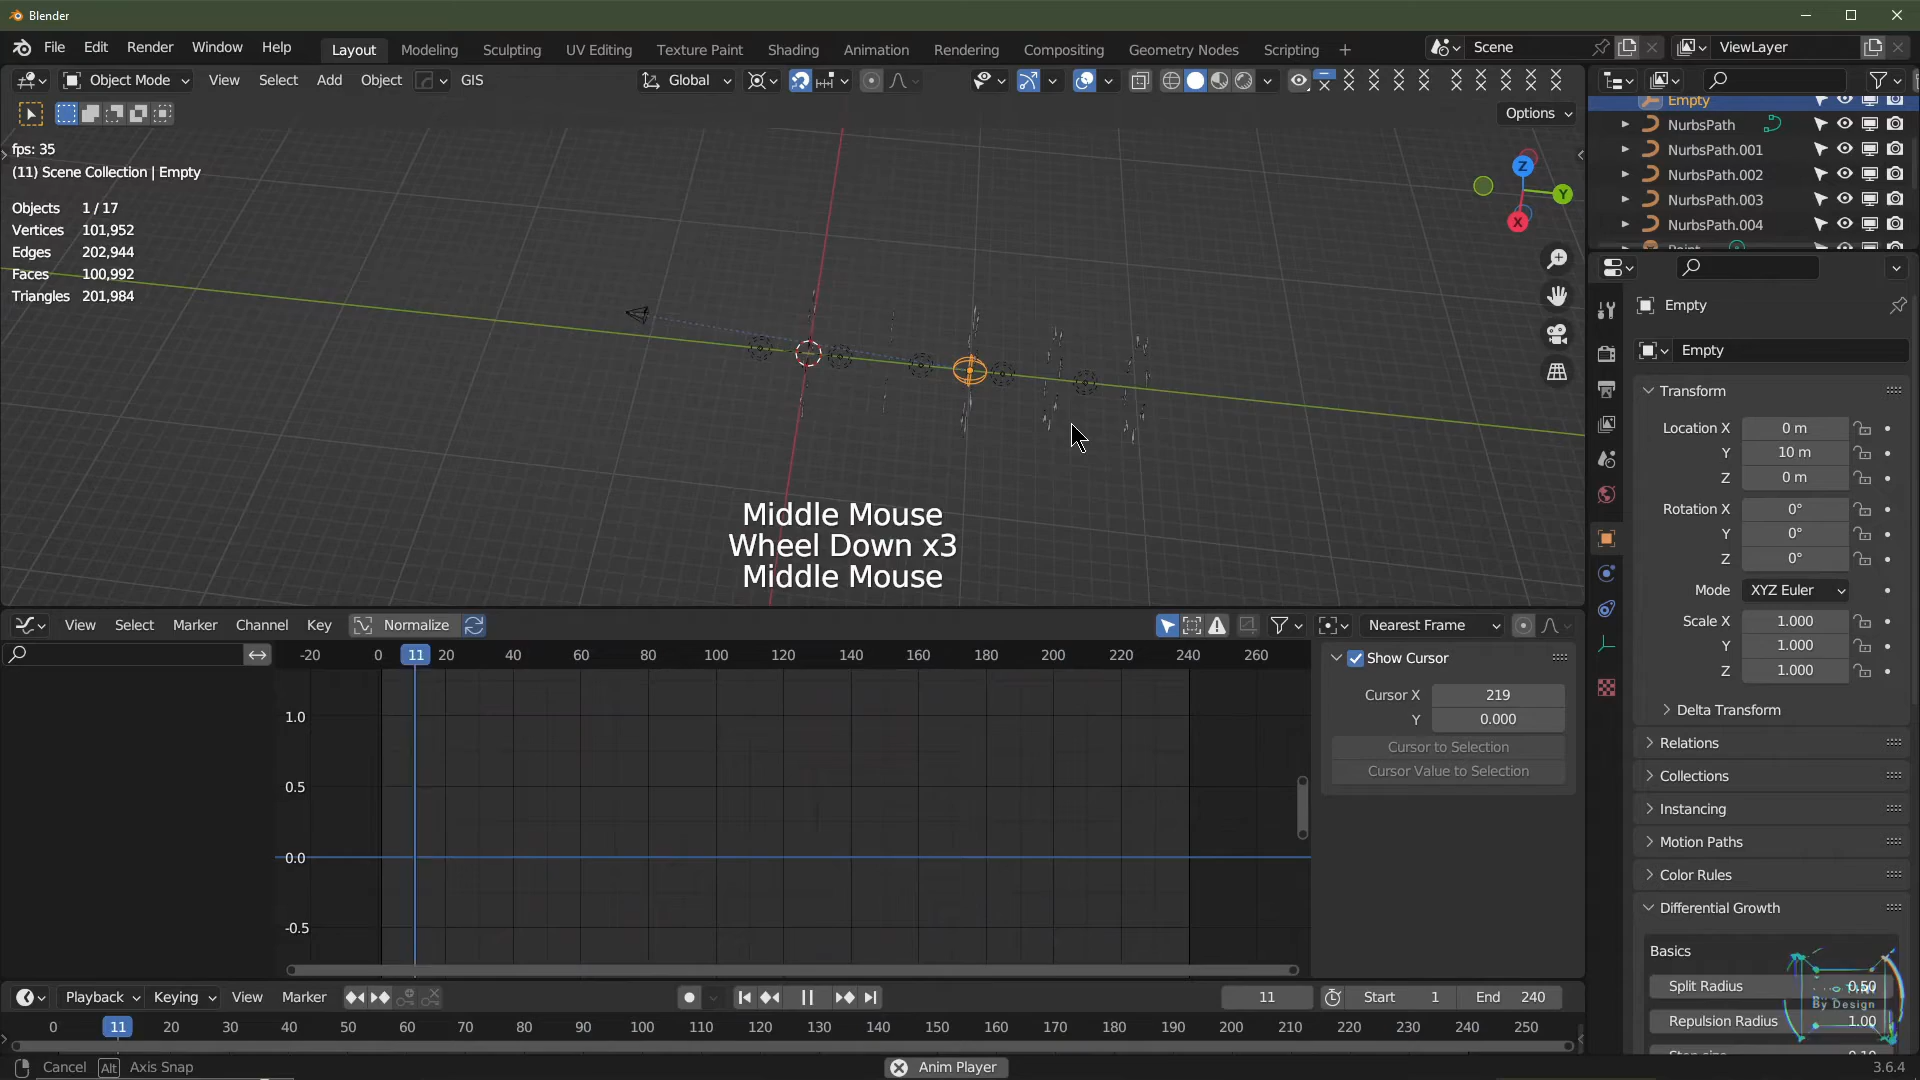 Blender
File Edit Render Window Help Layout Modeling Sculpting UV Editing Texture Paint Shading Animation Rendering Compositing Geometry Nodes Scripting + Scene ViewLayer
Object Mode View Select Add Object GIS Global
Options
fps: 35
(11) Scene Collection | Empty
Objects 1 / 17
Vertices 101,952
Edges 202,944
Faces 100,992
Triangles 201,984
Z
Y
X
Middle Mouse
Wheel Down x3
Middle Mouse
Empty
NurbsPath
NurbsPath.001
NurbsPath.002
NurbsPath.003
NurbsPath.004
Empty
Empty
Transform
Location X 0 m
Y 10 m
Z 0 m
Rotation X 0°
Y 0°
Z 0°
Mode XYZ Euler
Scale X 1.000
Y 1.000
Z 1.000
Delta Transform
Relations
Collections
Instancing
Motion Paths
Color Rules
Differential Growth
Basics
Split Radius 0.50
By Design
Repulsion Radius 1.00
View Select Marker Channel Key Normalize Nearest Frame
-20 0 11 20 40 60 80 100 120 140 160 180 200 220 240 260
1.0
0.5
0.0
-0.5
Show Cursor
Cursor X 219
Y 0.000
Cursor to Selection
Cursor Value to Selection
Playback Keying View Marker 11 Start 1 End 240
0 11 20 30 40 50 60 70 80 90 100 110 120 130 140 150 160 170 180 190 200 210 220 230 240 250
Cancel Alt Axis Snap Anim Player 3.6.4